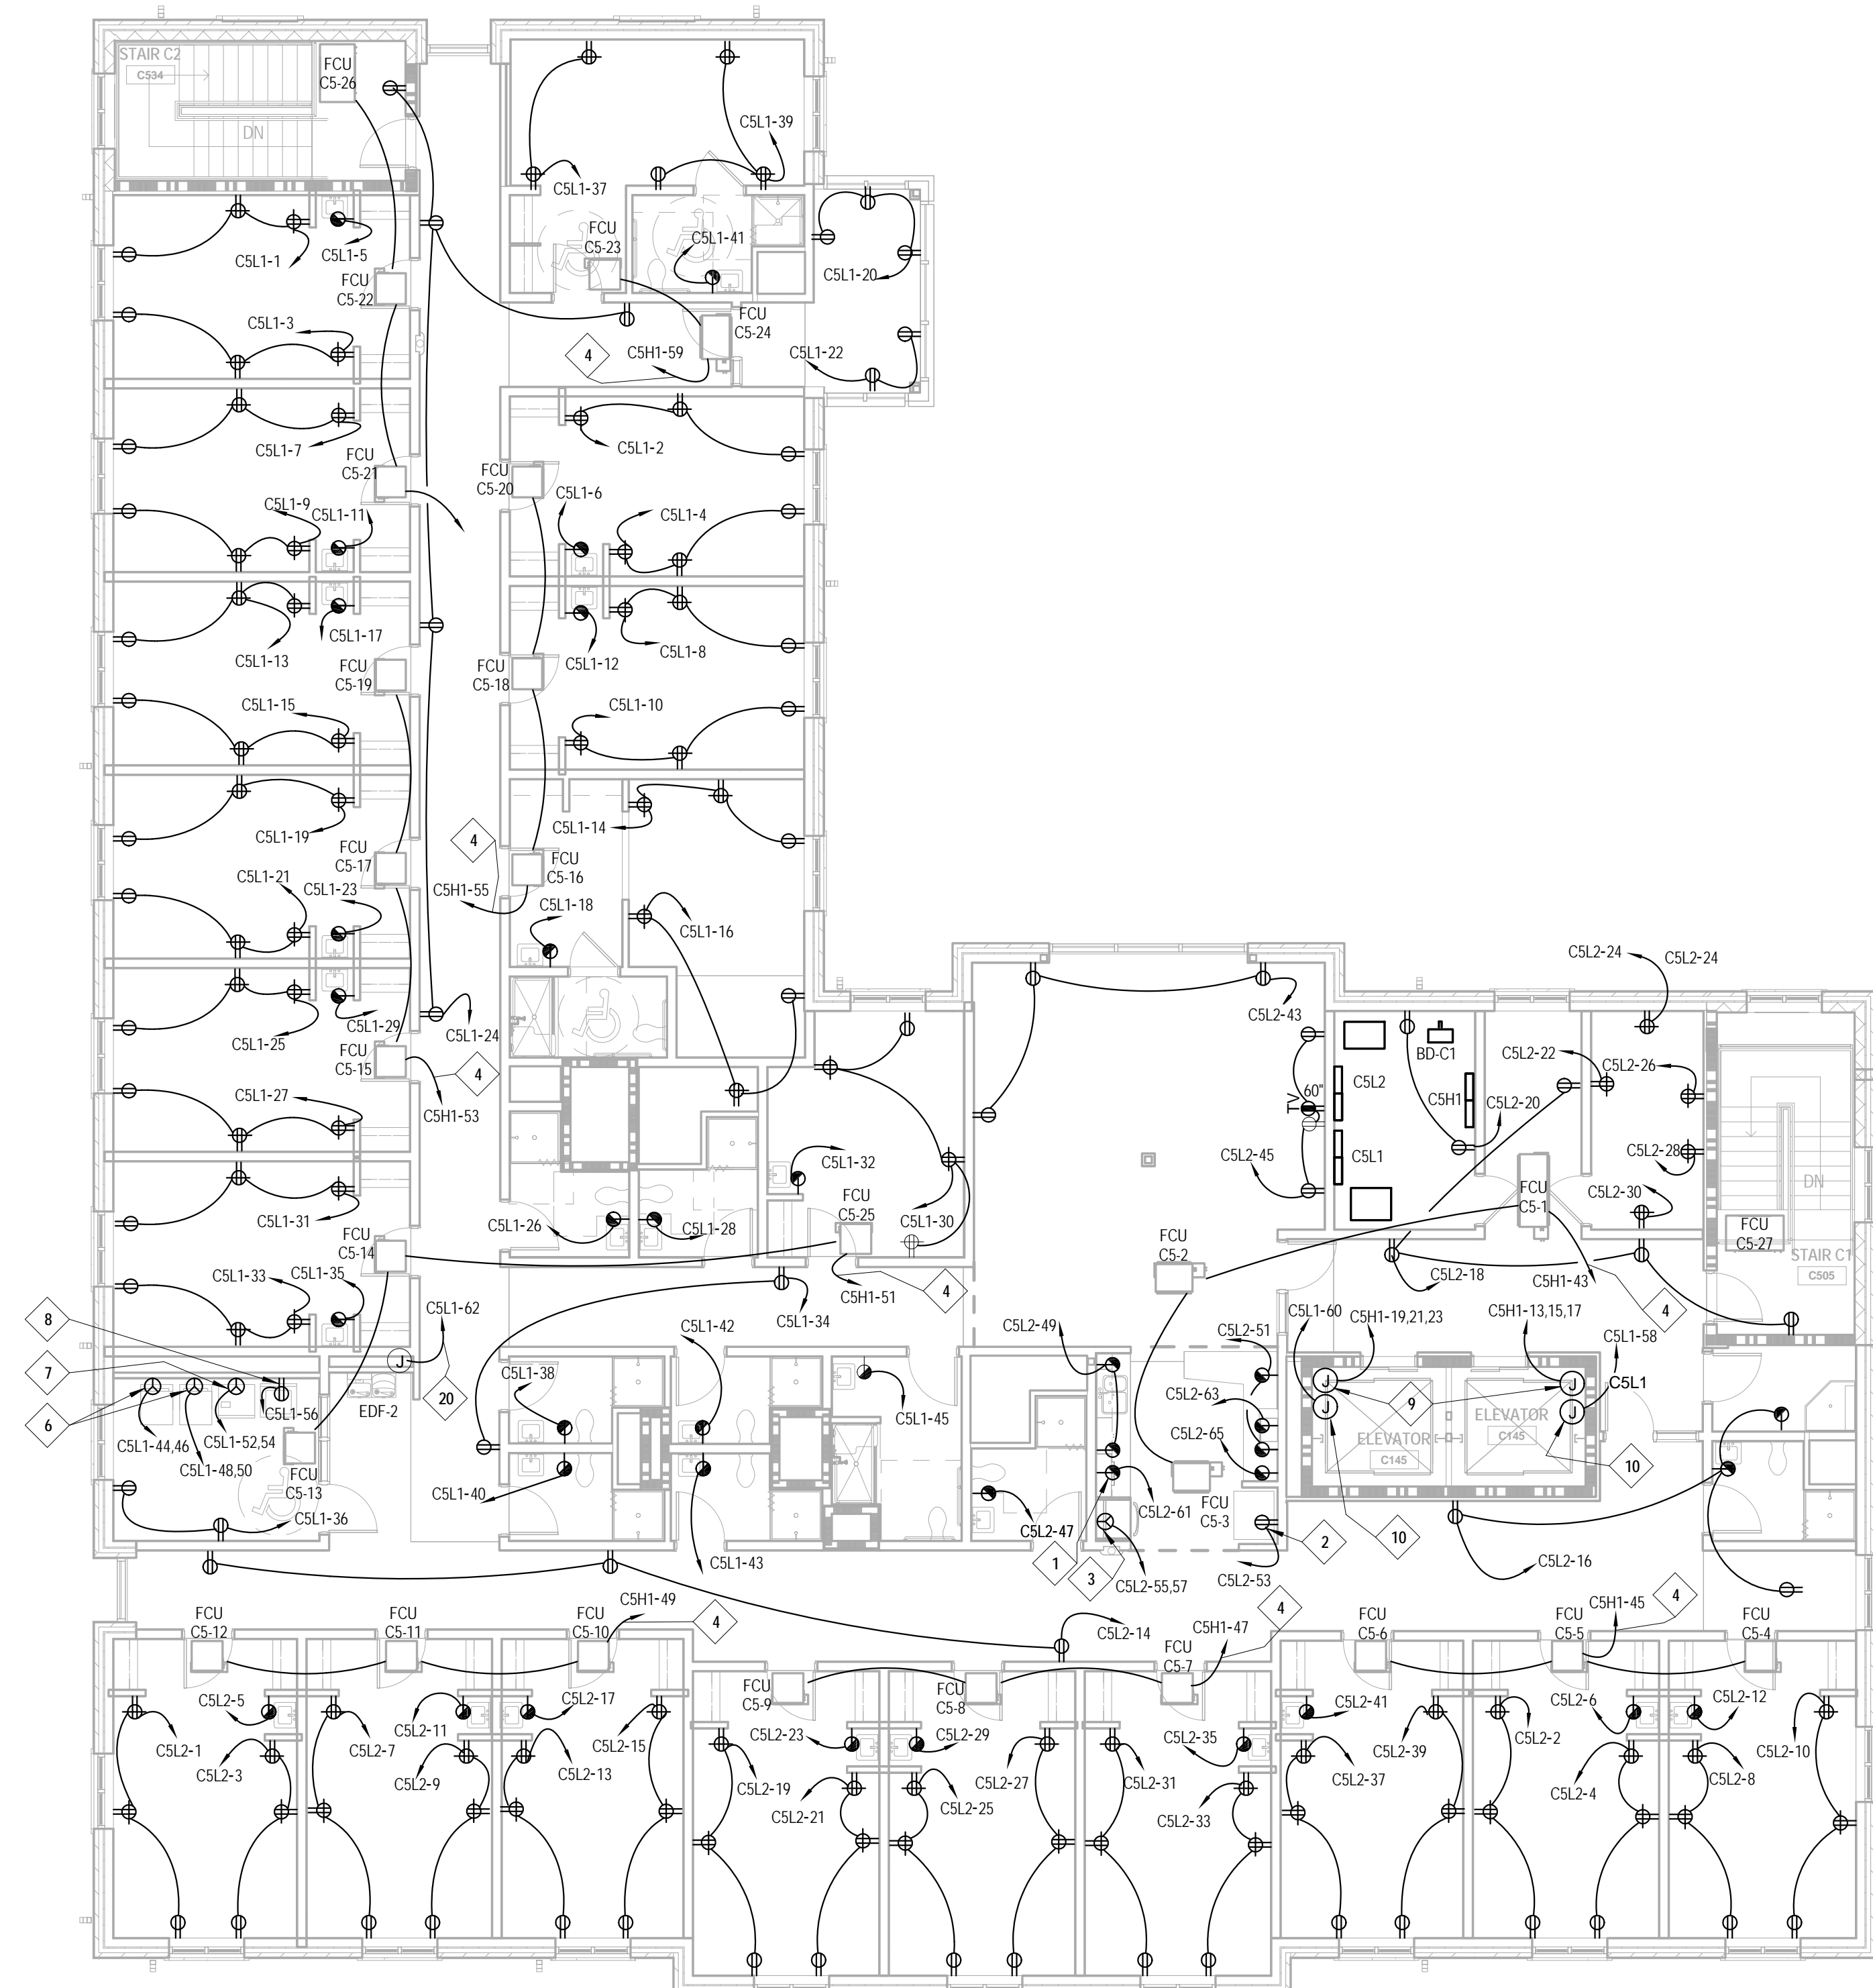 STAIR C2
C534
DN
FCU
C5-26
C5L1-39
C5L1-37
C5L1-1
C5L1-5
FCU
C5-23
C5L1-41
C5L1-20
FCU
C5-22
C5L1-3
FCU
C5-24
4
C5H1-59
C5L1-22
C5L1-7
FCU
C5-21
C5L1-2
FCU
C5-20
C5L1-9
C5L1-11
C5L1-6
C5L1-4
C5L1-13
C5L1-17
C5L1-12
C5L1-8
FCU
C5-19
FCU
C5-18
C5L1-15
C5L1-10
C5L1-19
C5L1-14
4
FCU
C5-17
FCU
C5-16
C5L1-21
C5L1-23
C5H1-55
C5L1-18
C5L1-16
C5L1-25
C5L1-29
C5L1-24
FCU
C5-15
4
C5H1-53
C5L1-27
C5L2-24
C5L2-24
C5L2-43
BD-C1
C5L2
C5H1
C5L2-22
C5L2-26
C5L2-20
TV
60"
C5L1
C5L2-45
C5L2-28
C5L2-30
DN
C5L1-32
C5L1-31
C5L1-26
C5L1-28
FCU
C5-25
C5L1-30
FCU
C5-1
FCU
C5-27
STAIR C1
C505
FCU
C5-14
FCU
C5-2
C5L1-33
C5L1-35
C5L1-62
C5H1-51
4
C5L2-18
C5H1-43
4
8
7
6
J
20
EDF-2
C5L1-34
C5L1-42
C5L1-38
C5L1-45
C5L2-49
C5L2-51
C5L1-60
C5H1-19,21,23
C5H1-13,15,17
C5L1-58
C5L1
J
J
J
J
9
ELEVATOR
C145
ELEVATOR
C145
10
10
C5L1-56
C5L1-44,46
C5L1-52,54
C5L1-48,50
FCU
C5-13
C5L1-36
C5L1-40
C5L1-43
C5L2-63
C5L2-65
C5L2-61
C5L2-47
FCU
C5-3
1
3
2
C5L2-55,57
C5L2-53
C5L2-16
FCU
C5-12
FCU
C5-11
FCU
C5-10
C5H1-49
4
C5L2-14
C5H1-47
4
FCU
C5-9
FCU
C5-8
FCU
C5-7
FCU
C5-6
FCU
C5-5
C5H1-45
4
FCU
C5-4
C5L2-5
C5L2-1
C5L2-3
C5L2-11
C5L2-7
C5L2-9
C5L2-17
C5L2-13
C5L2-15
C5L2-23
C5L2-19
C5L2-21
C5L2-29
C5L2-25
C5L2-27
C5L2-35
C5L2-31
C5L2-33
C5L2-41
C5L2-37
C5L2-39
C5L2-2
C5L2-6
C5L2-4
C5L2-12
C5L2-8
C5L2-10